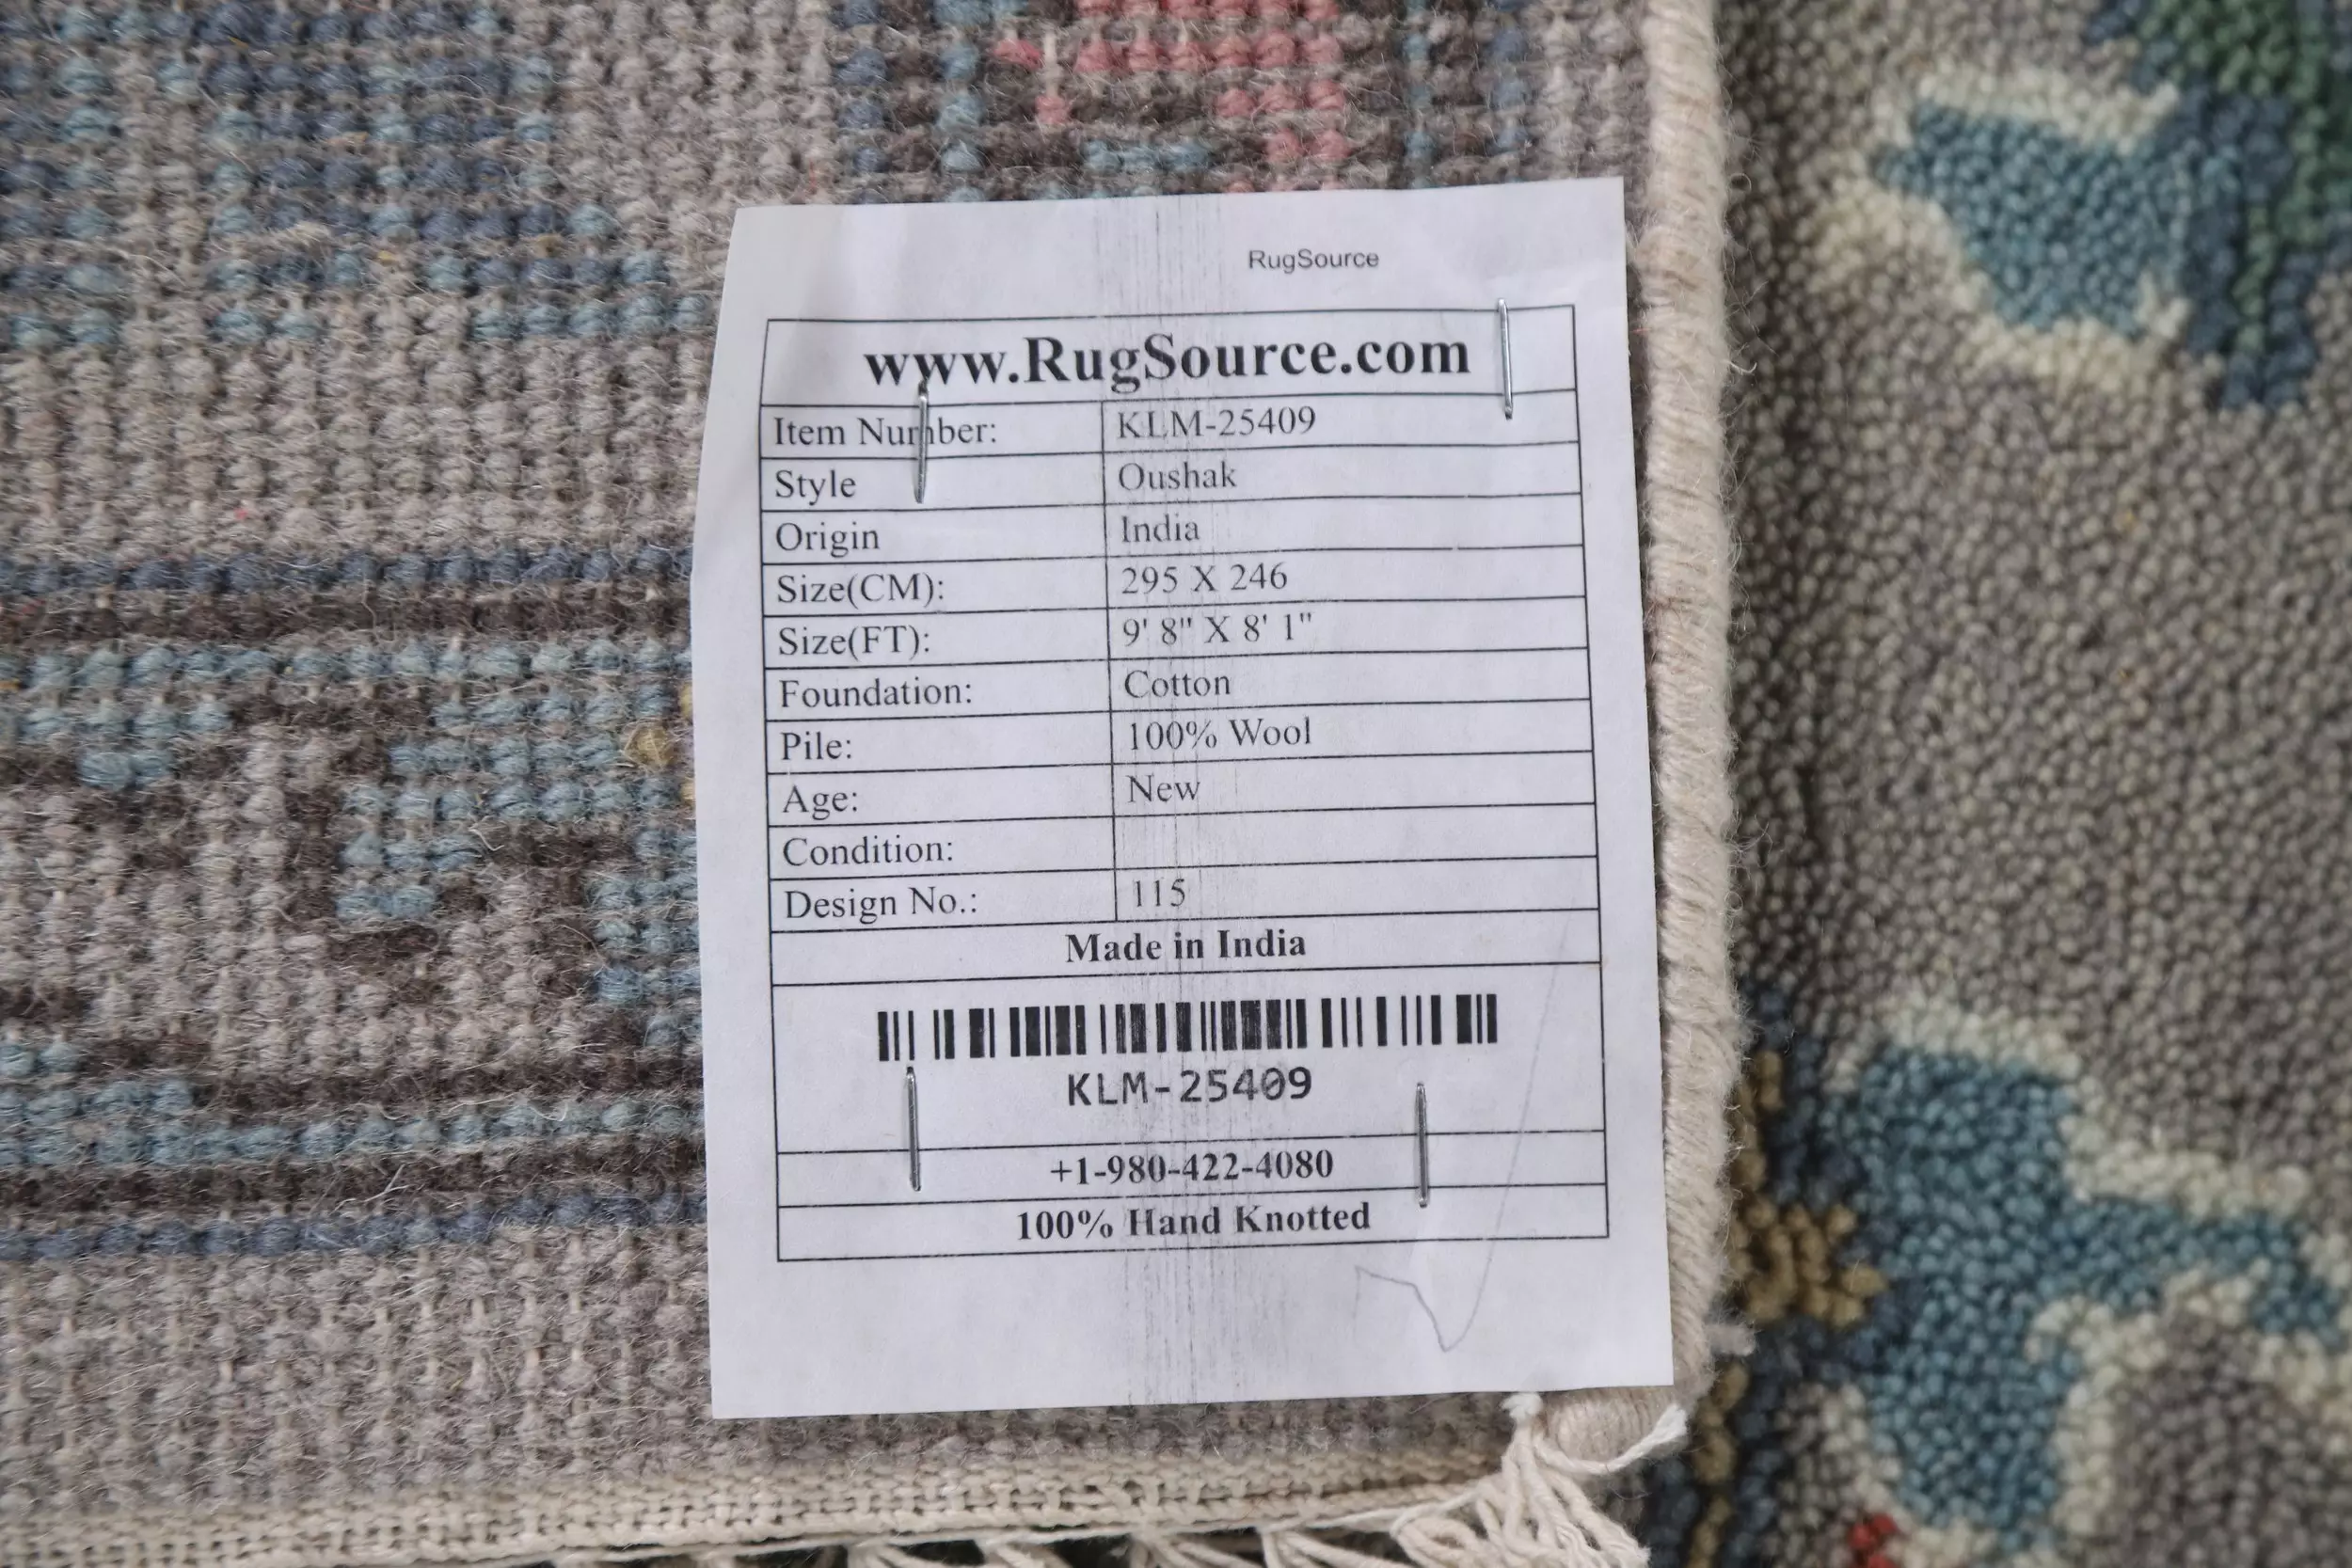 RugSource
www.RugSource.com
Item Number: KLM-25409
Style Oushak
Origin India
Size(CM): 295 X 246
Size(FT): 9' 8" X 8' 1"
Foundation: Cotton
Pile: 100% Wool
Age: New
Condition:
Design No.: 115
Made in India
KLM-25409
+1-980-422-4080
100% Hand Knotted